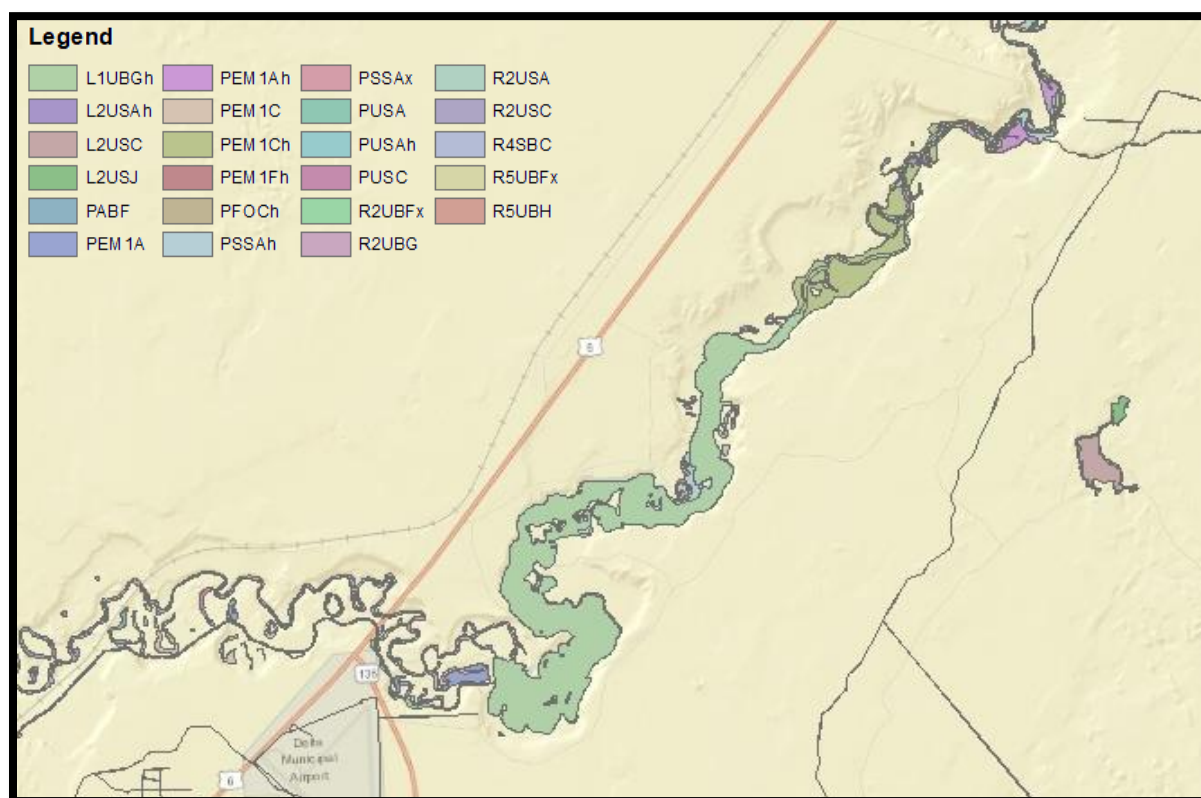 Legend
L1UBGh PEM1Ah PSSAx R2USA
L2USAh PEM1C PUSA R2USC
L2USC PEM1Ch PUSAh R4SBC
L2USJ PEM1Fh PUSC R5UBFx
PABF PFOCh R2UBFx R5UBH
PEM1A PSSAh R2UBG
6
136
Delta
Municipal
Airport
6